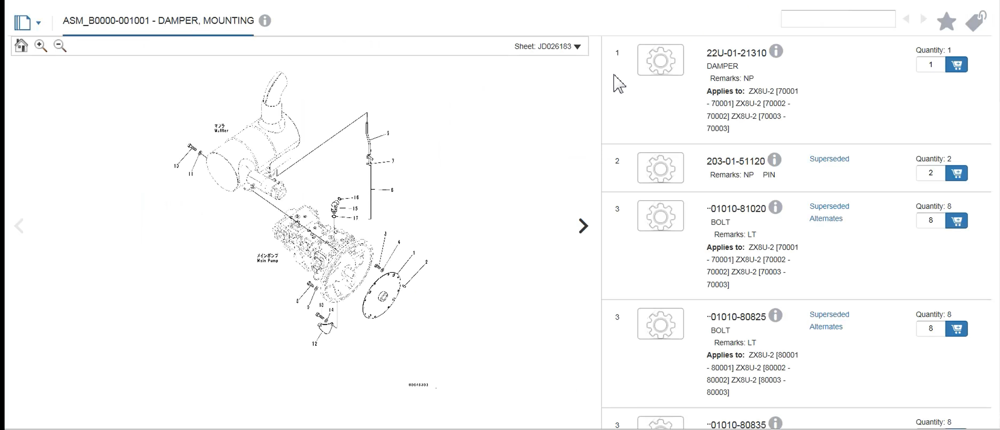 ASM_B0000-001001 - DAMPER, MOUNTING
Sheet: JD026183
マフラ
Muffler
5
7
10
11
6
16
15
17
3
4
メインポンプ
Main Pump
1
2
8
9
13
14
12
00048303
1
22U-01-21310
DAMPER
Remarks: NP
Applies to: ZX8U-2 [70001
- 70001] ZX8U-2 [70002 -
70002] ZX8U-2 [70003 -
70003]
Quantity: 1
1
2
203-01-51120
Remarks: NP PIN
Superseded
Quantity: 2
2
3
··01010-81020
BOLT
Remarks: LT
Applies to: ZX8U-2 [70001
- 70001] ZX8U-2 [70002 -
70002] ZX8U-2 [70003 -
70003]
Superseded
Alternates
Quantity: 8
8
3
··01010-80825
BOLT
Remarks: LT
Applies to: ZX8U-2 [80001
- 80001] ZX8U-2 [80002 -
80002] ZX8U-2 [80003 -
80003]
Superseded
Alternates
Quantity: 8
8
3
··01010-80835
Quantity: 8